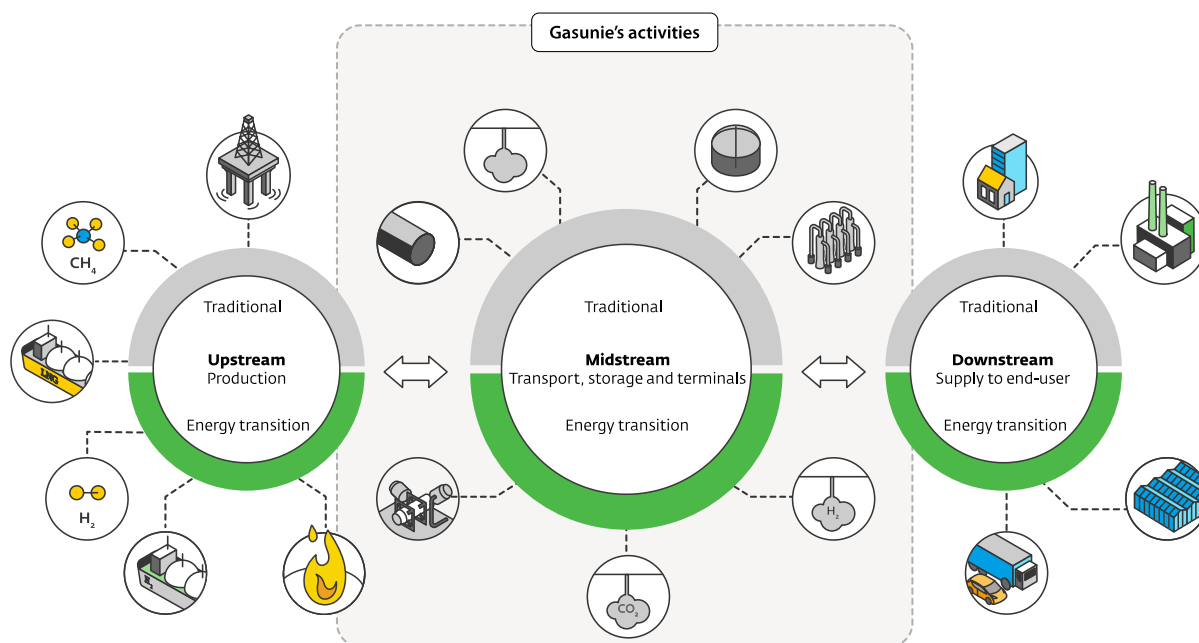 Gasunie's activities
CH₄
Traditional
Upstream
Production
Energy transition
LNG
H₂
H₂
Traditional
Midstream
Transport, storage and terminals
Energy transition
H₂
CO₂
Traditional
Downstream
Supply to end-user
Energy transition